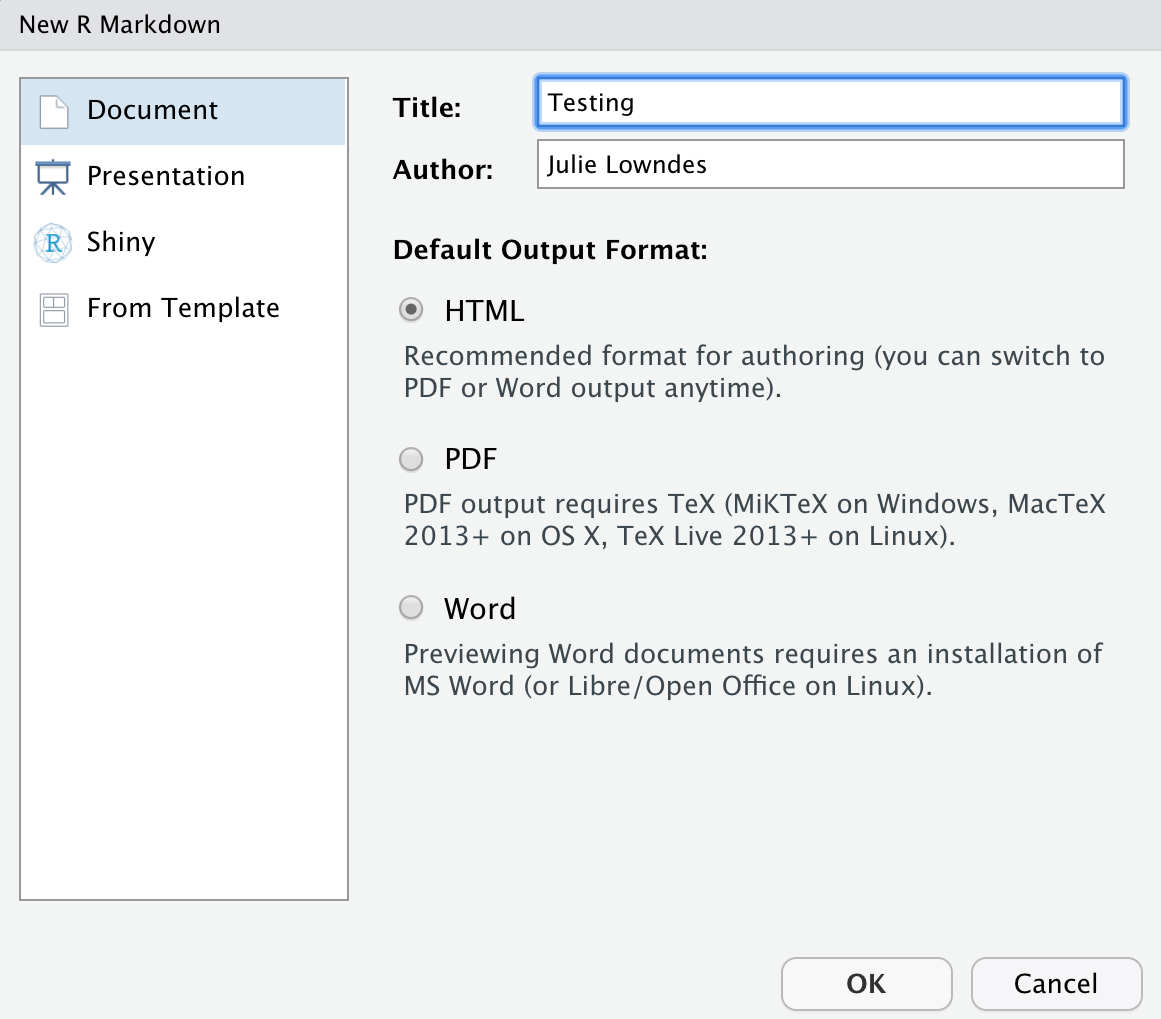 New R Markdown
Document
Presentation
R
Shiny
From Template
Title:
Testing
Author:
Julie Lowndes
Default Output Format:
HTML
Recommended format for authoring (you can switch to
PDF or Word output anytime).
PDF
PDF output requires TeX (MiKTeX on Windows, MacTeX
2013+ on OS X, TeX Live 2013+ on Linux).
Word
Previewing Word documents requires an installation of
MS Word (or Libre/Open Office on Linux).
OK
Cancel